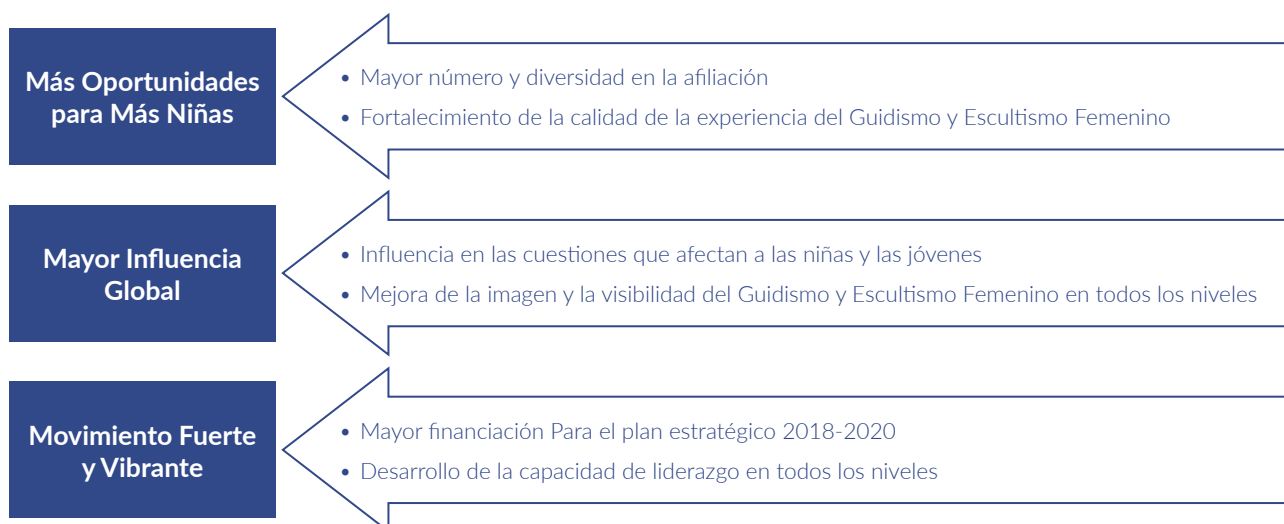 Más Oportunidades
para Más Niñas
• Mayor número y diversidad en la afiliación
• Fortalecimiento de la calidad de la experiencia del Guidismo y Escultismo Femenino
Mayor Influencia
Global
• Influencia en las cuestiones que afectan a las niñas y las jóvenes
• Mejora de la imagen y la visibilidad del Guidismo y Escultismo Femenino en todos los niveles
Movimiento Fuerte
y Vibrante
• Mayor financiación Para el plan estratégico 2018-2020
• Desarrollo de la capacidad de liderazgo en todos los niveles